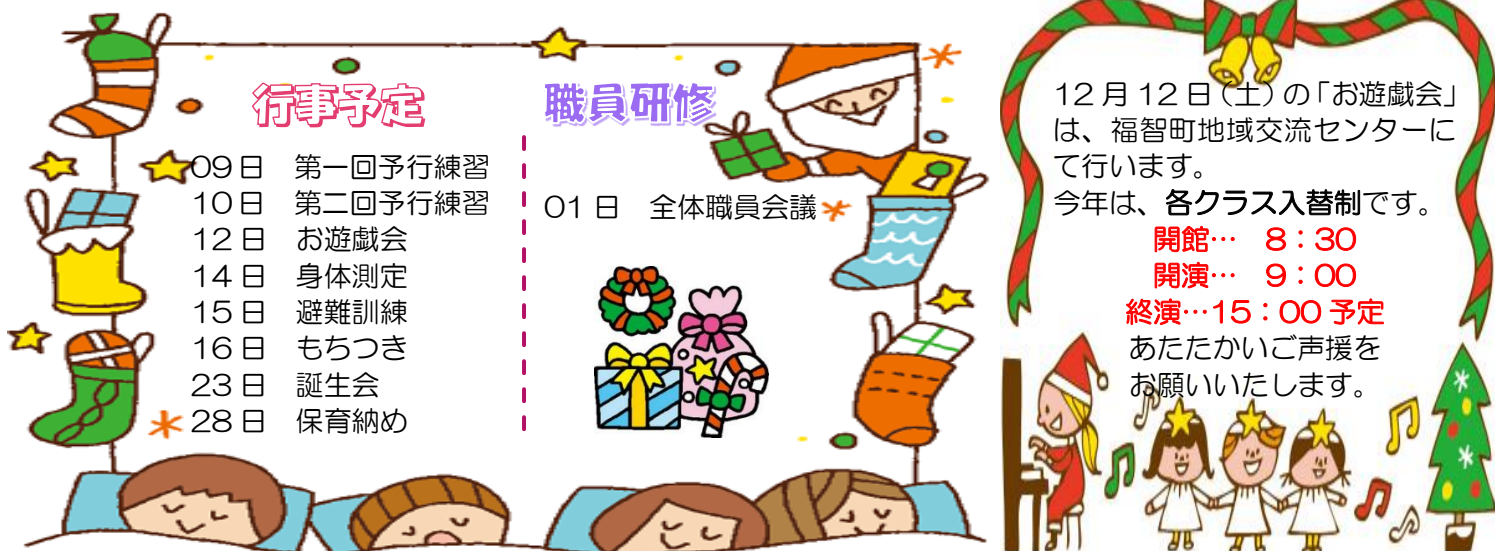 行事予定
09日 第一回予行練習
10日 第二回予行練習
12日 お遊戯会
14日 身体測定
15日 避難訓練
16日 もちつき
23日 誕生会
28日 保育納め
職員研修
01日 全体職員会議
12月12日(土)の「お遊戯会」
は、福智町地域交流センターに
て行います。
今年は、各クラス入替制です。
開館… 8:30
開演… 9:00
終演…15:00予定
あたたかいご声援を
お願いいたします。